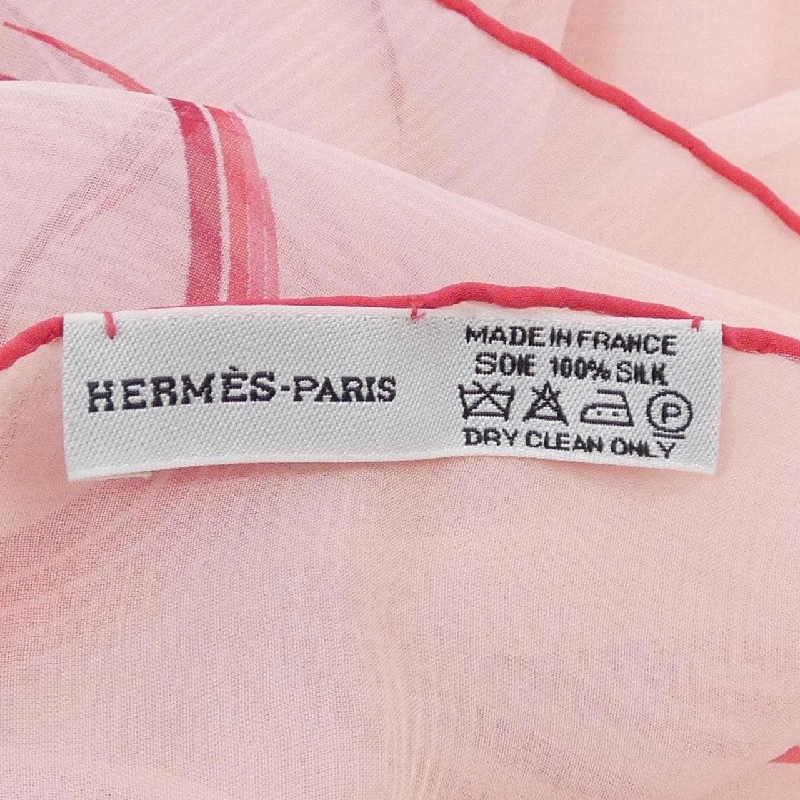 HERMÈS-PARIS
MADE IN FRANCE
SOIE 100% SILK
P
DRY CLEAN ONLY